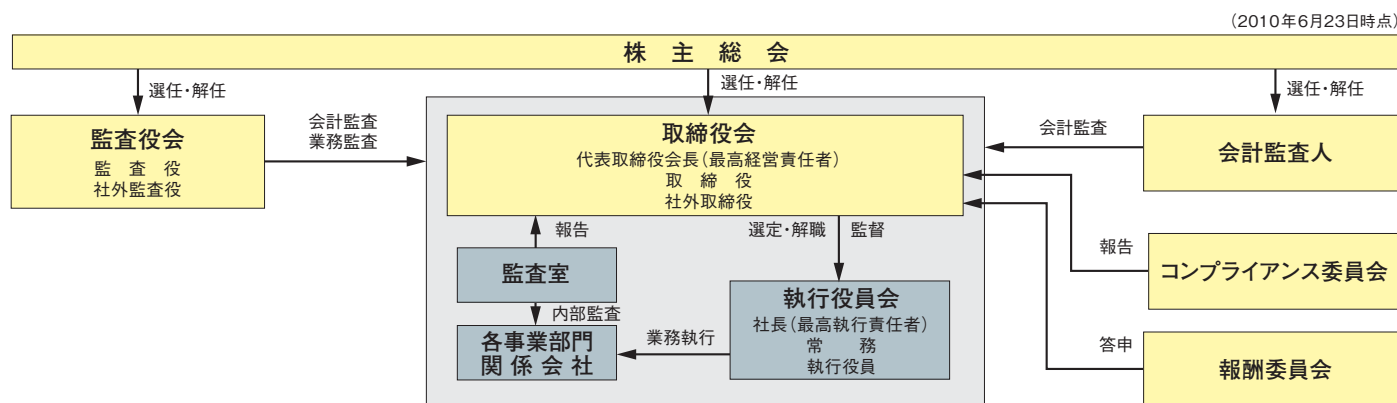 (2010年6月23日時点)
株主総会
選任・解任
選任・解任
選任・解任
監査役会
監査役
社外監査役
会計監査
業務監査
取締役会
代表取締役会長(最高経営責任者)
取締役
社外取締役
会計監査
会計監査人
報告
選定・解職
監督
監査室
内部監査
各事業部門
関係会社
業務執行
執行役員会
社長(最高執行責任者)
常務
執行役員
報告
コンプライアンス委員会
答申
報酬委員会